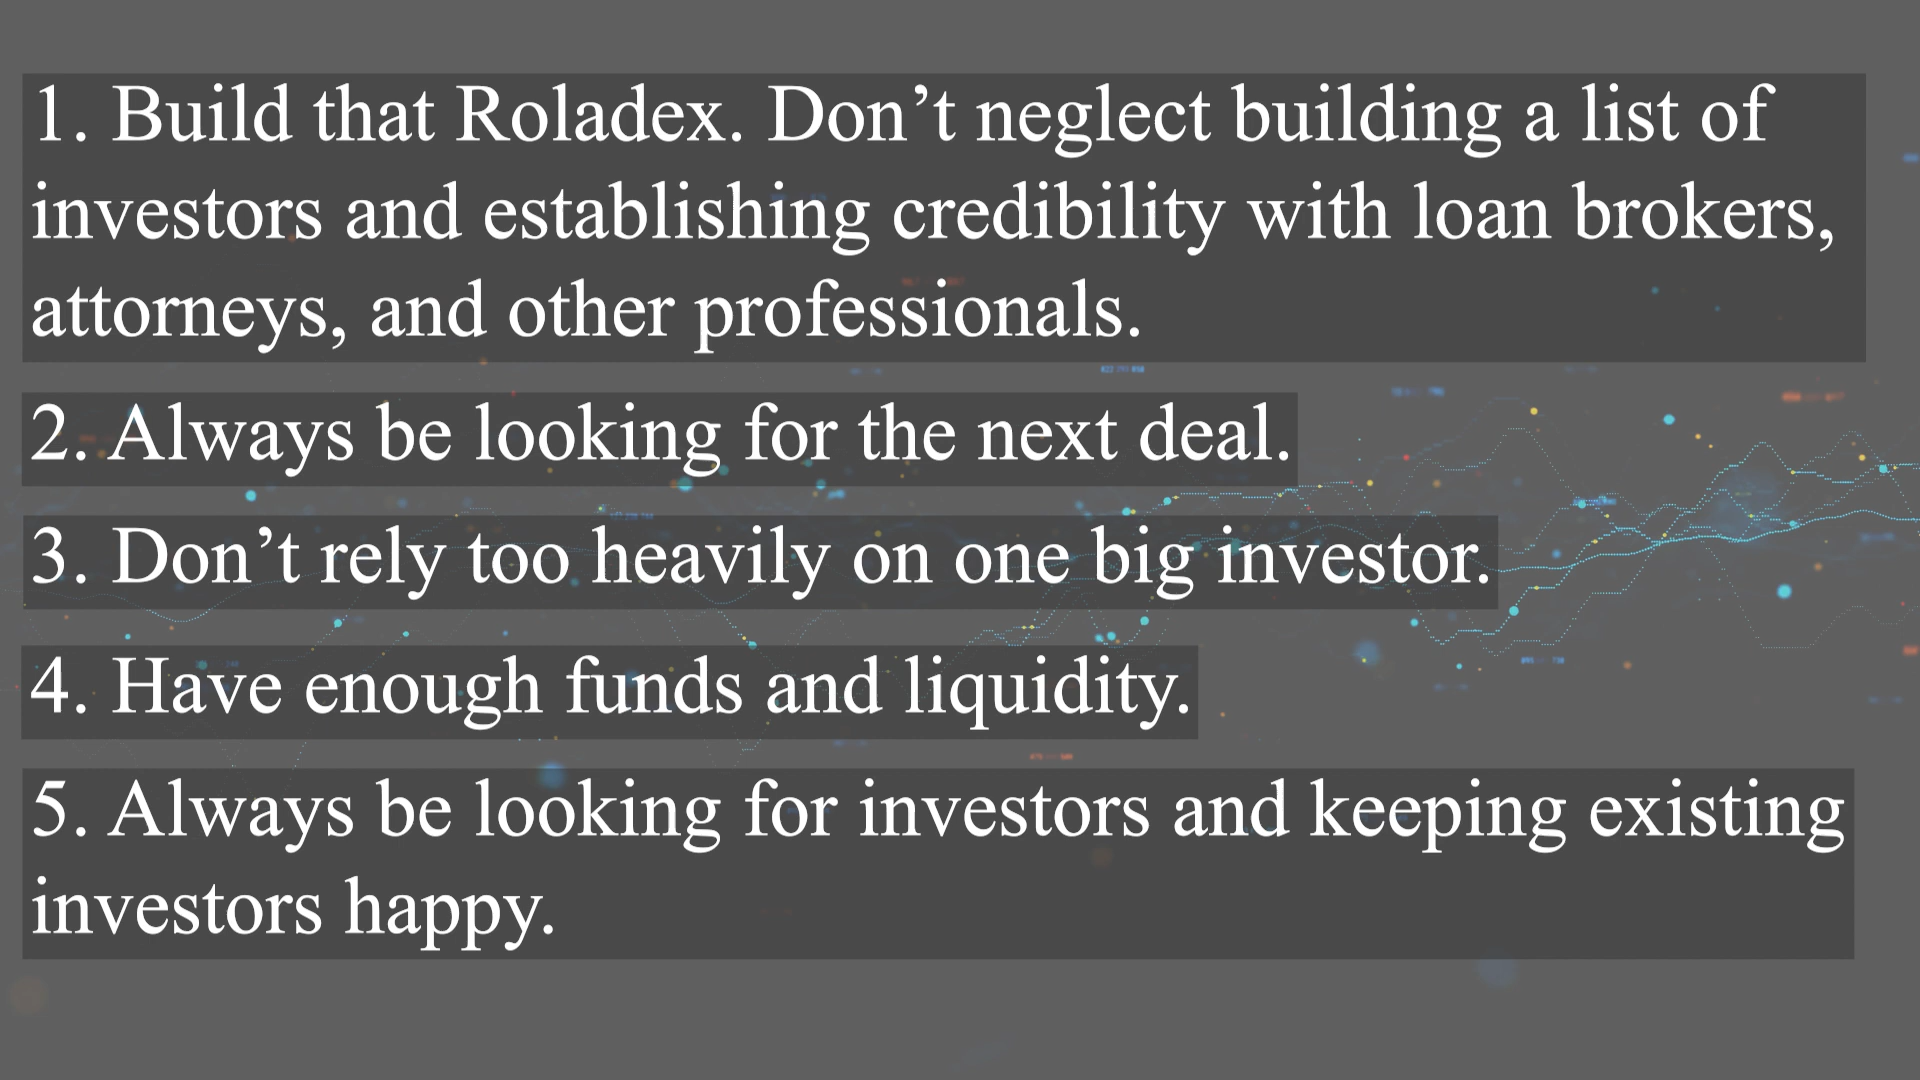 1. Build that Roladex. Don’t neglect building a list of
investors and establishing credibility with loan brokers,
attorneys, and other professionals.
2. Always be looking for the next deal.
3. Don’t rely too heavily on one big investor.
4. Have enough funds and liquidity.
5. Always be looking for investors and keeping existing
investors happy.